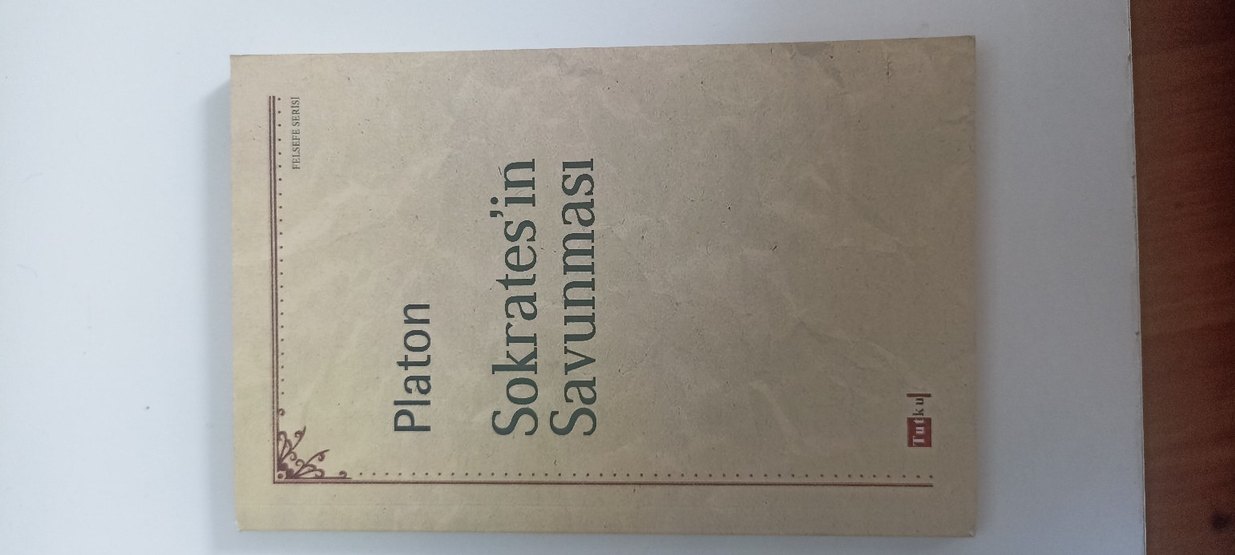 FELSEFE SERİSİ
Platon
Sokrates'in
Savunması
Tutku